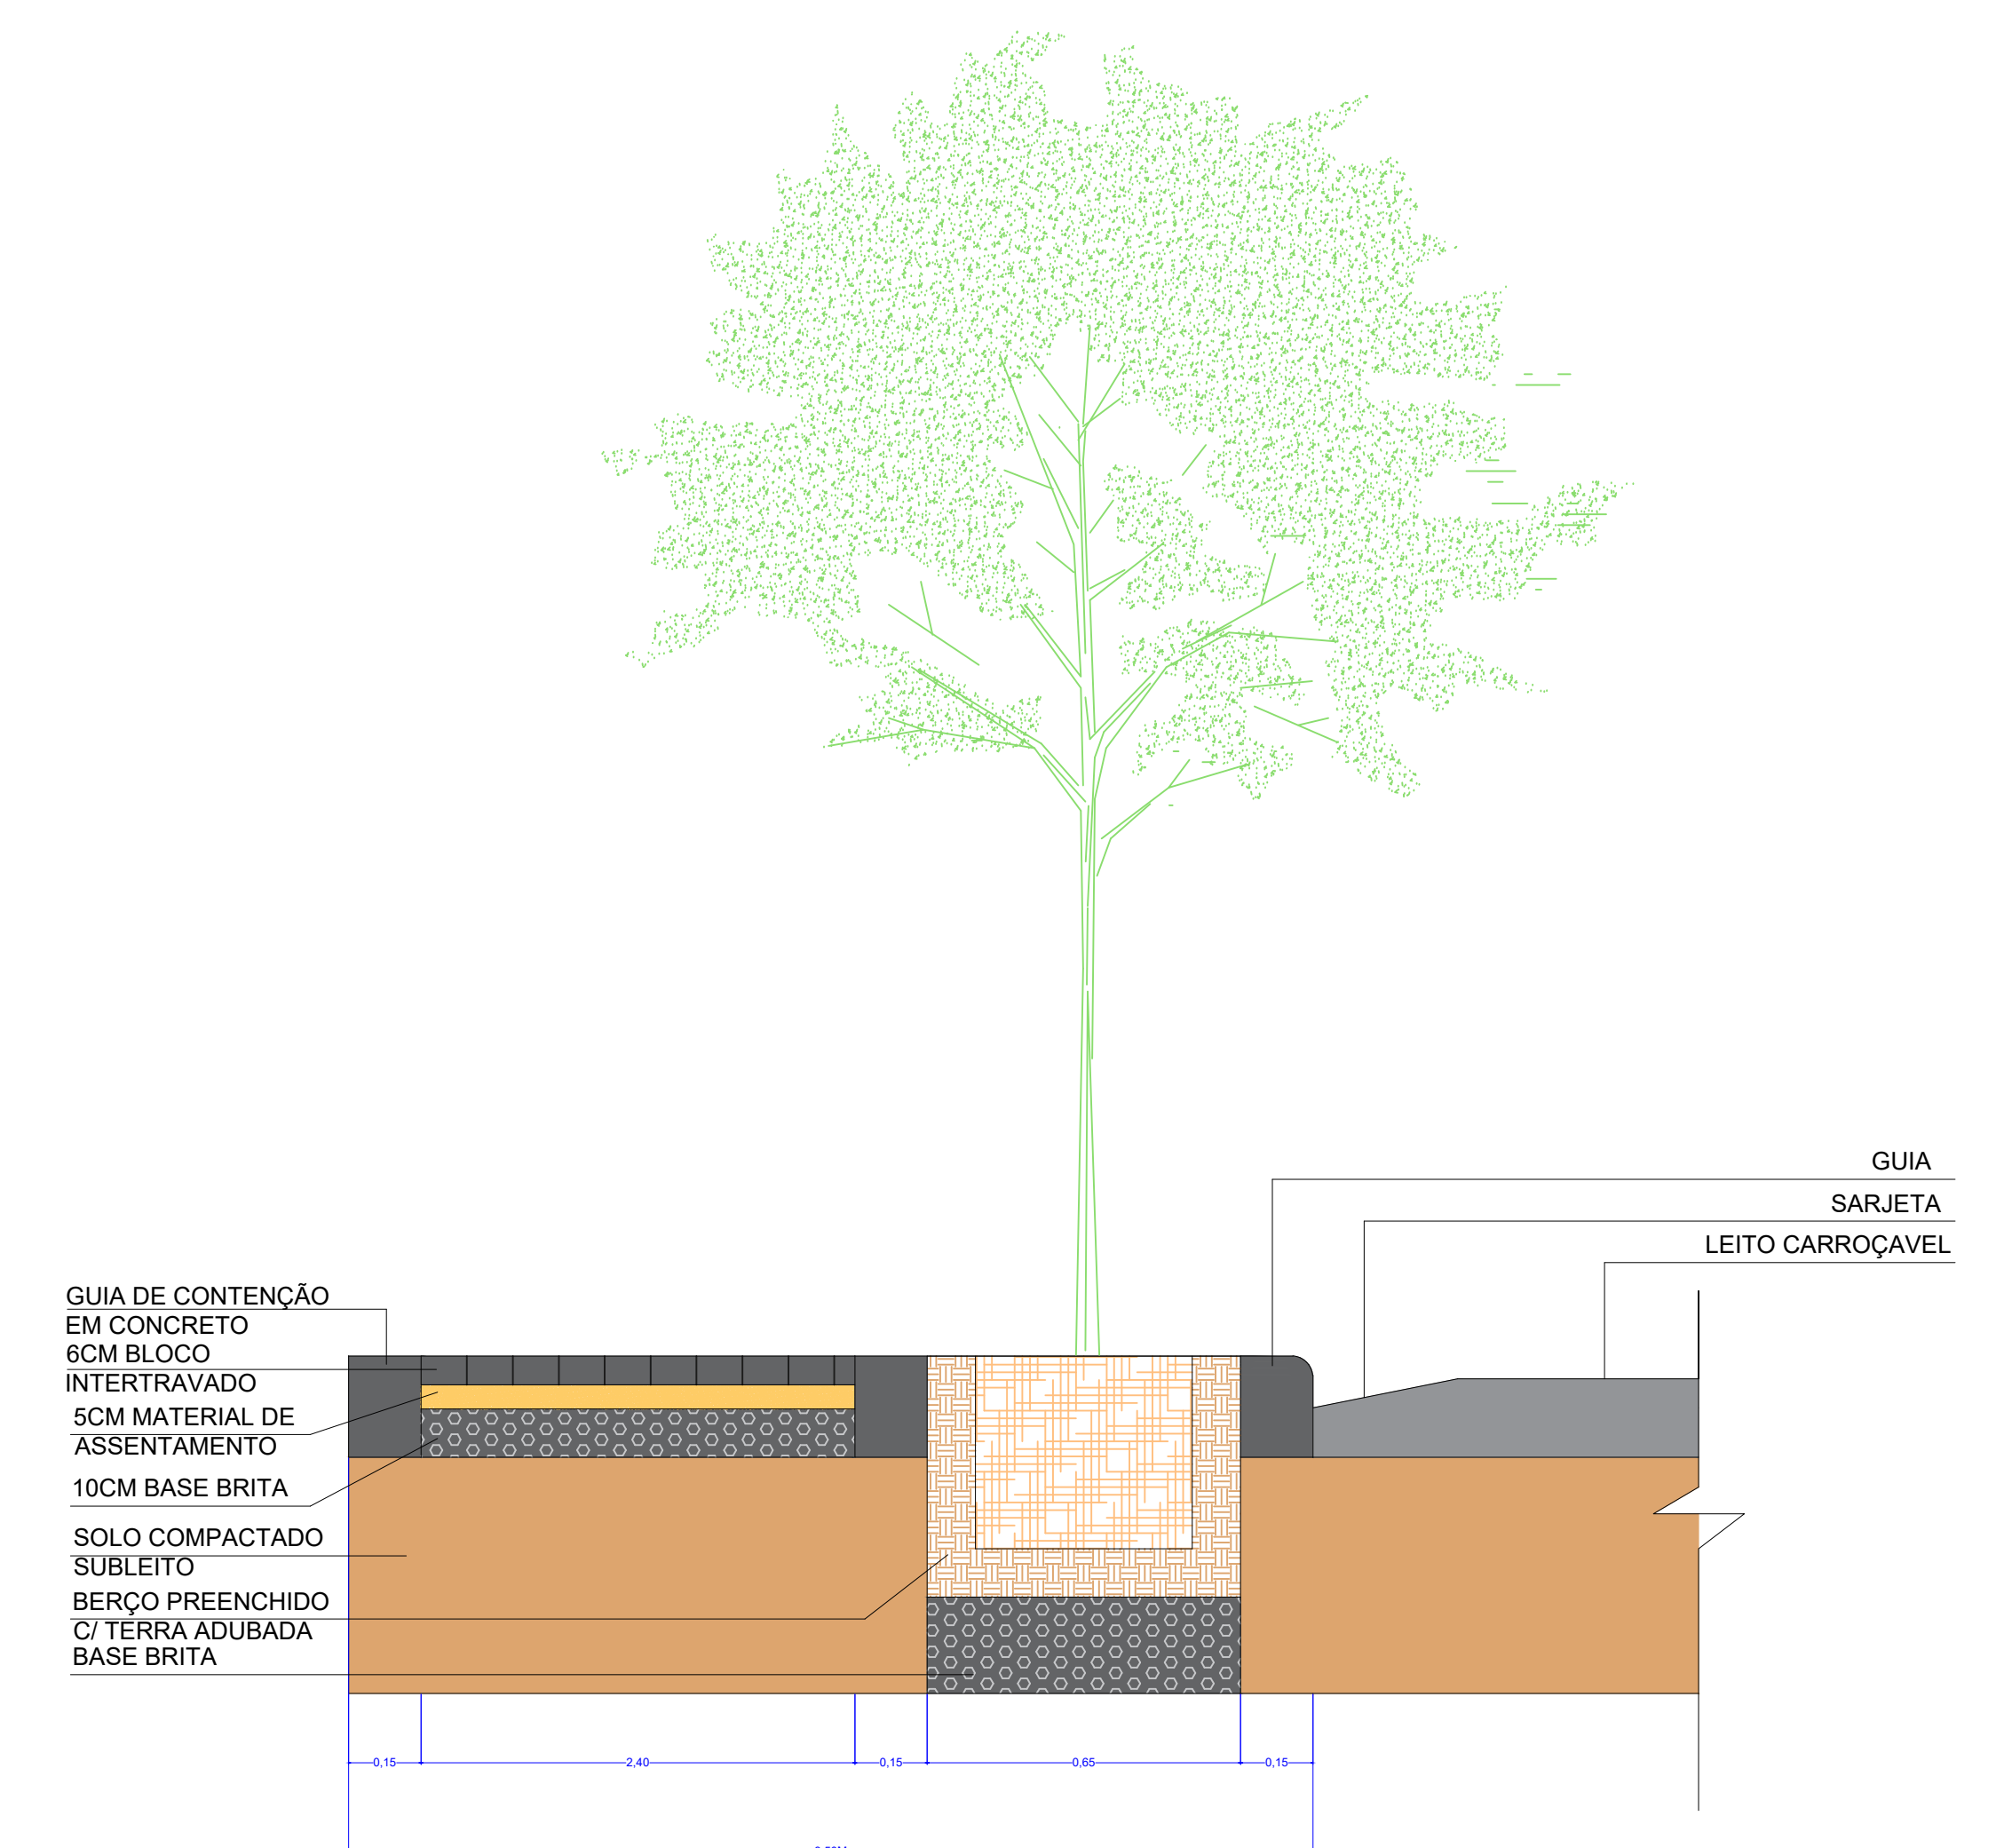 GUIA
SARJETA
LEITO CARROÇAVEL
GUIA DE CONTENÇÃO
EM CONCRETO
6CM BLOCO
INTERTRAVADO
5CM MATERIAL DE
ASSENTAMENTO
10CM BASE BRITA
SOLO COMPACTADO
SUBLEITO
BERÇO PREENCHIDO
C/ TERRA ADUBADA
BASE BRITA
0,15 2,40 0,15 0,65 0,15